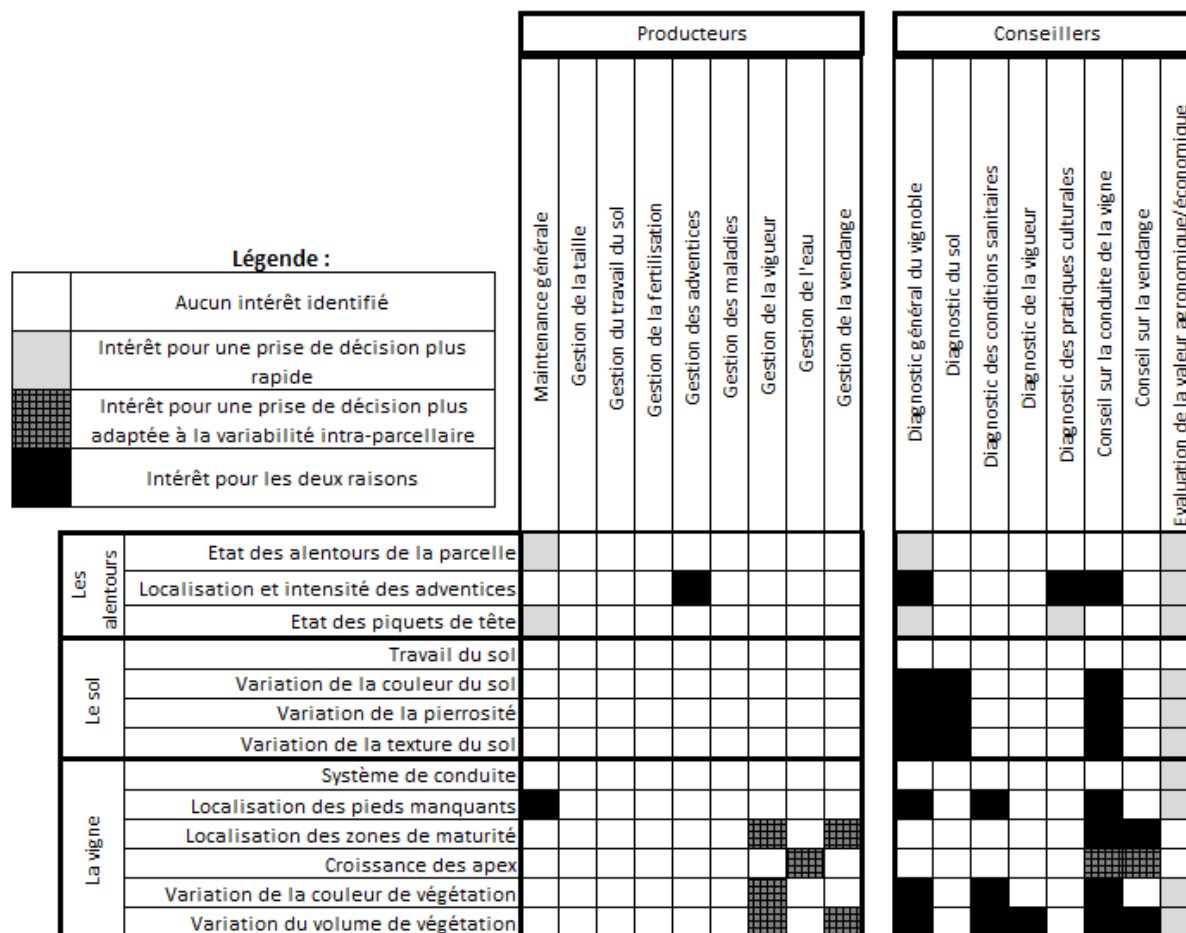 Producteurs
Conseillers
Maintenance générale
Gestion de la taille
Gestion du travail du sol
Gestion de la fertilisation
Gestion des adventices
Gestion des maladies
Gestion de la vigueur
Gestion de l'eau
Gestion de la vendange
Diagnostic général du vignoble
Diagnostic du sol
Diagnostic des conditions sanitaires
Diagnostic de la vigueur
Diagnostic des pratiques culturales
Conseil sur la conduite de la vigne
Conseil sur la vendange
Evaluation de la valeur agronomique/économique
Légende :
Aucun intérêt identifié
Intérêt pour une prise de décision plus
rapide
Intérêt pour une prise de décision plus
adaptée à la variabilité intra-parcellaire
Intérêt pour les deux raisons
Les
alentours
Etat des alentours de la parcelle
Localisation et intensité des adventices
Etat des piquets de tête
Le sol
Travail du sol
Variation de la couleur du sol
Variation de la pierrosité
Variation de la texture du sol
La vigne
Système de conduite
Localisation des pieds manquants
Localisation des zones de maturité
Croissance des apex
Variation de la couleur de végétation
Variation du volume de végétation